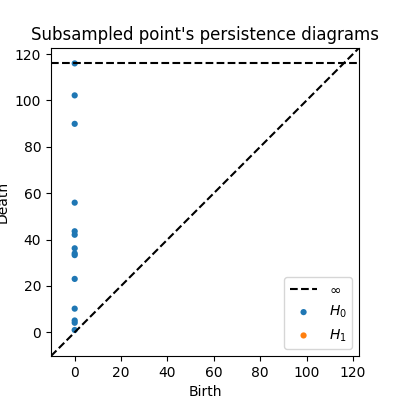 Subsampled point's persistence diagrams
120
100
80
60
40
20
0
Death
0 20 40 60 80 100 120
Birth
∞
H₀
H₁